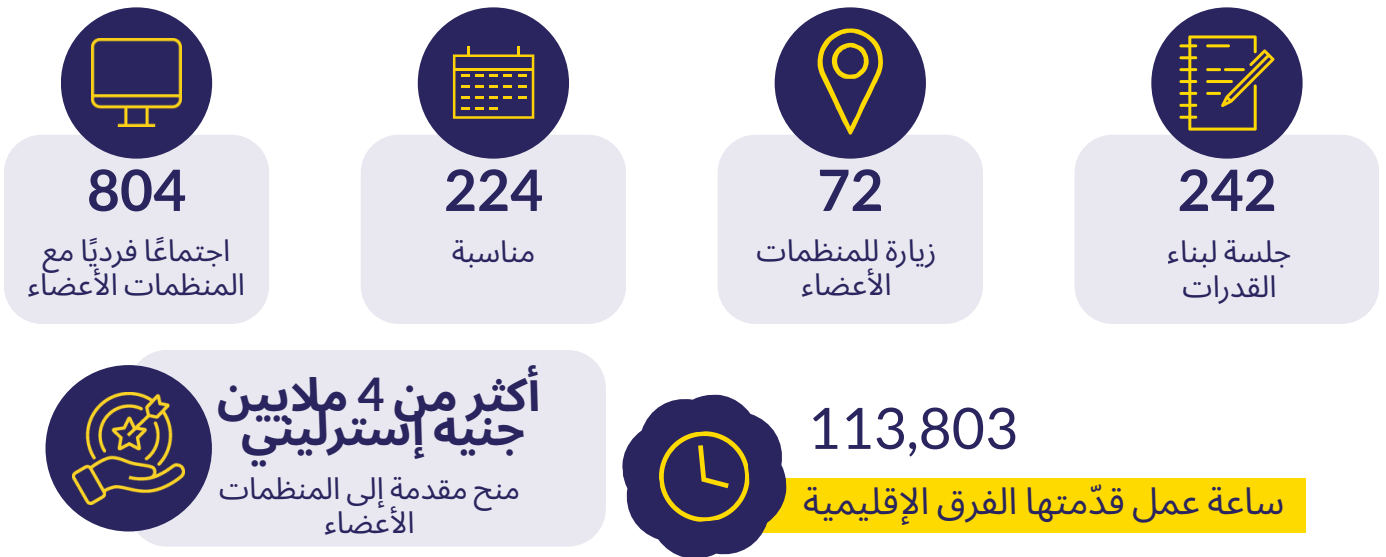 242
جلسة لبناء
القدرات
72
زيارة للمنظمات
الأعضاء
224
مناسبة
804
اجتماعًا فرديًا مع
المنظمات الأعضاء
113,803
ساعة عمل قدّمتها الفرق الإقليمية
أكثر من 4 ملايين
جنيه إسترليني
منح مقدمة إلى المنظمات
الأعضاء